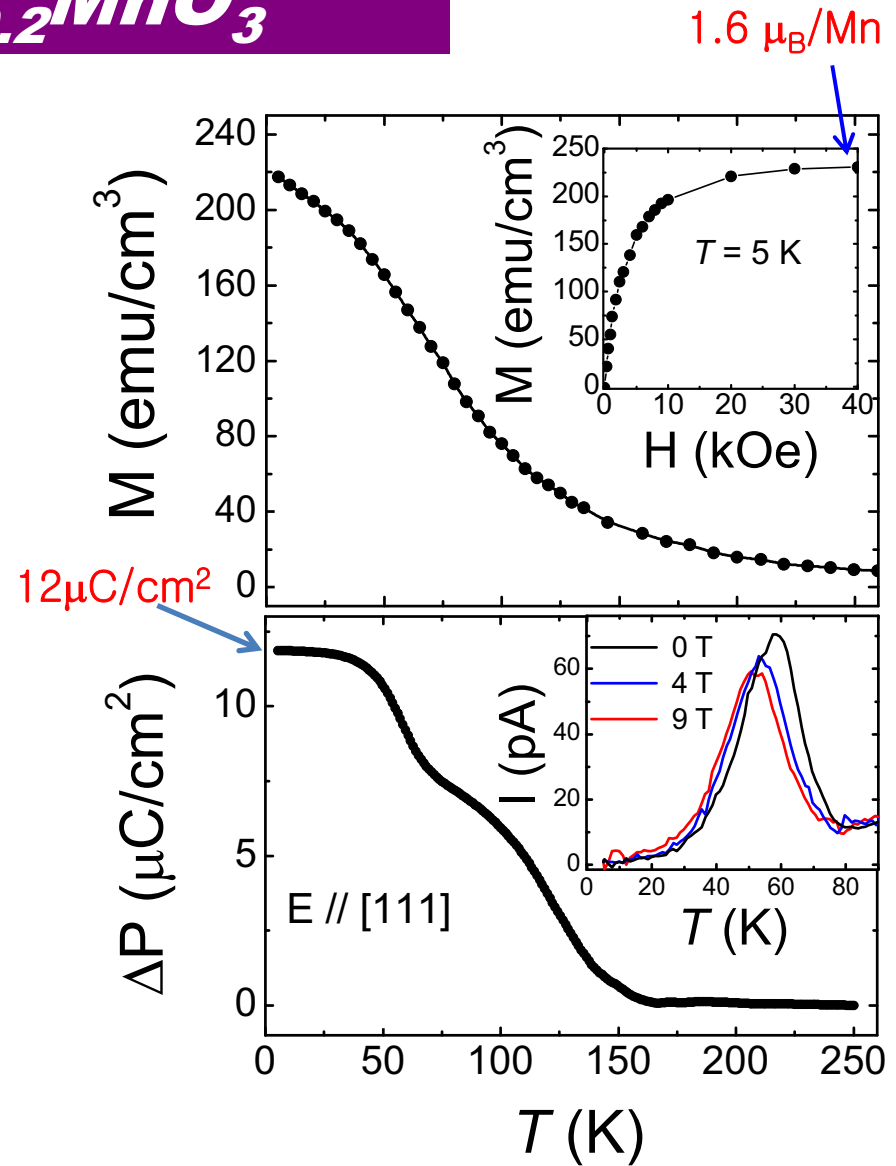 .2MnO3
1.6 μB/Mn
240
200
160
120
80
40
0
M (emu/cm3)
250
200
150
100
50
0
M (emu/cm3)
T = 5 K
0 10 20 30 40
H (kOe)
12μC/cm2
10
5
0
ΔP (μC/cm2)
E // [111]
0 T
4 T
9 T
60
40
20
0
I (pA)
0 20 40 60 80
T (K)
0 50 100 150 200 250
T (K)